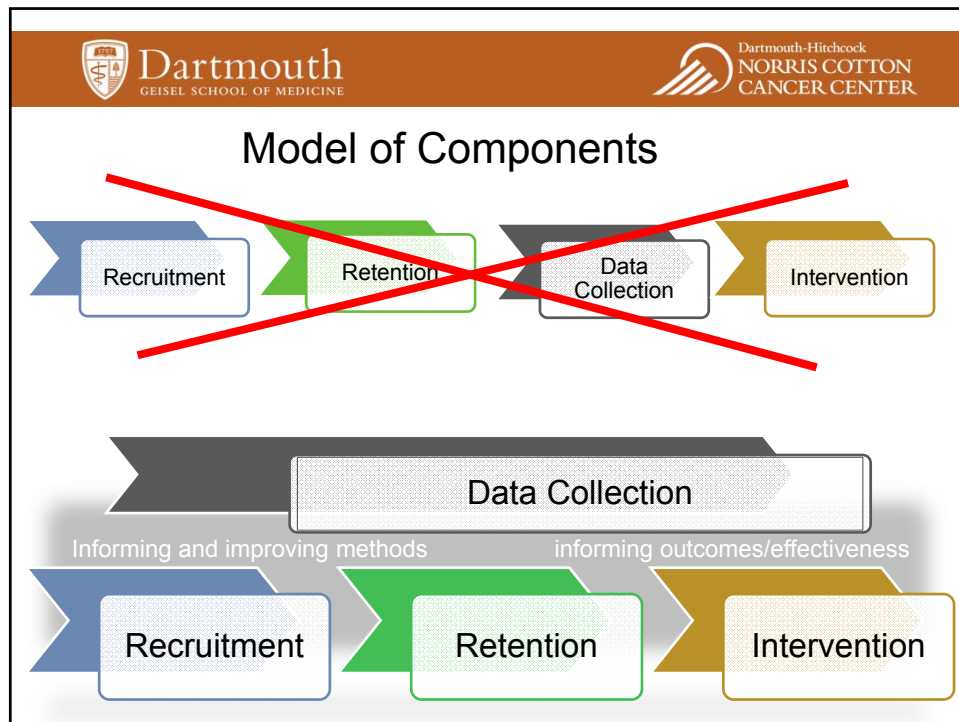 1797
Dartmouth
GEISEL SCHOOL OF MEDICINE
Dartmouth-Hitchcock
NORRIS COTTON
CANCER CENTER
Model of Components
Recruitment
Retention
Data
Collection
Intervention
Data Collection
Informing and improving methods
informing outcomes/effectiveness
Recruitment
Retention
Intervention